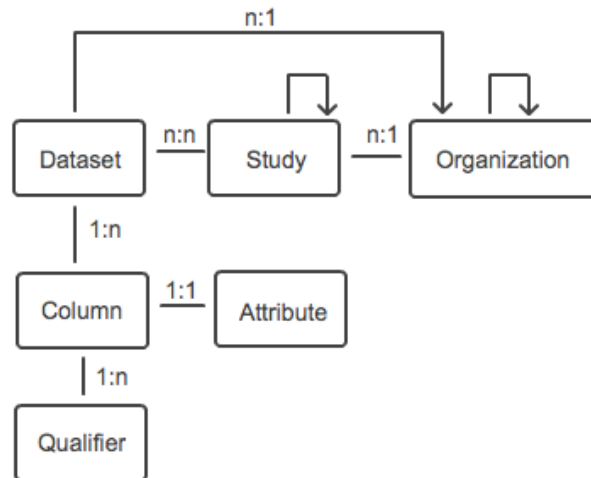 n:1
n:n
n:1
Dataset
Study
Organization
1:n
1:1
Column
Attribute
1:n
Qualifier